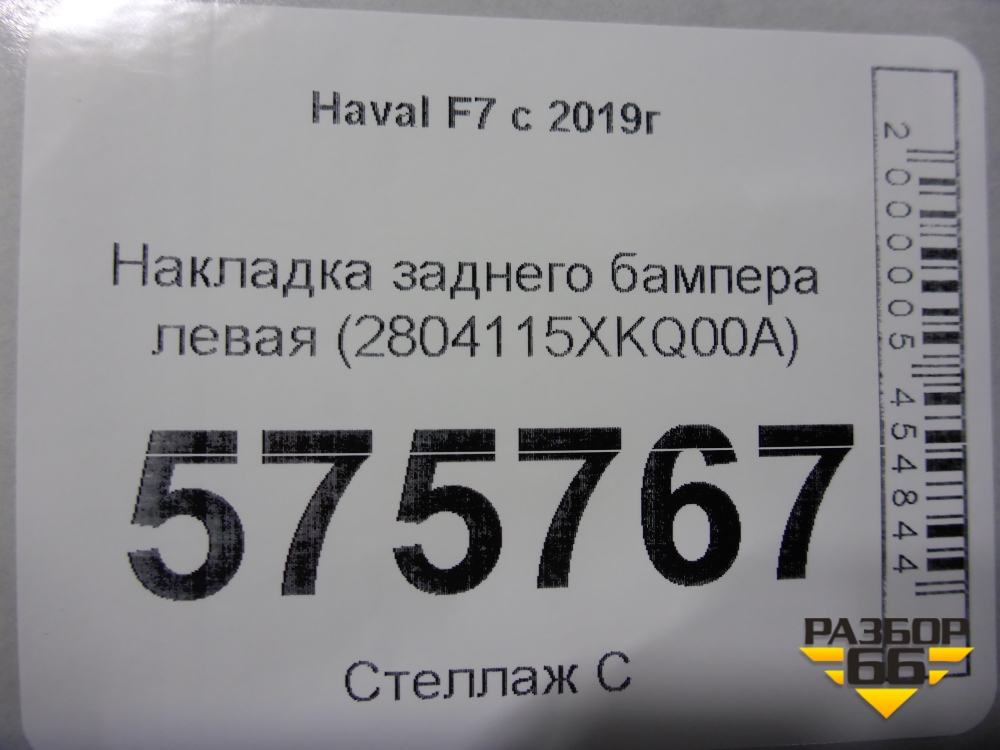 Haval F7 с 2019г
Накладка заднего бампера
левая (2804115XKQ00A)
575767
Стеллаж С
2000005454844
РАЗБОР
66